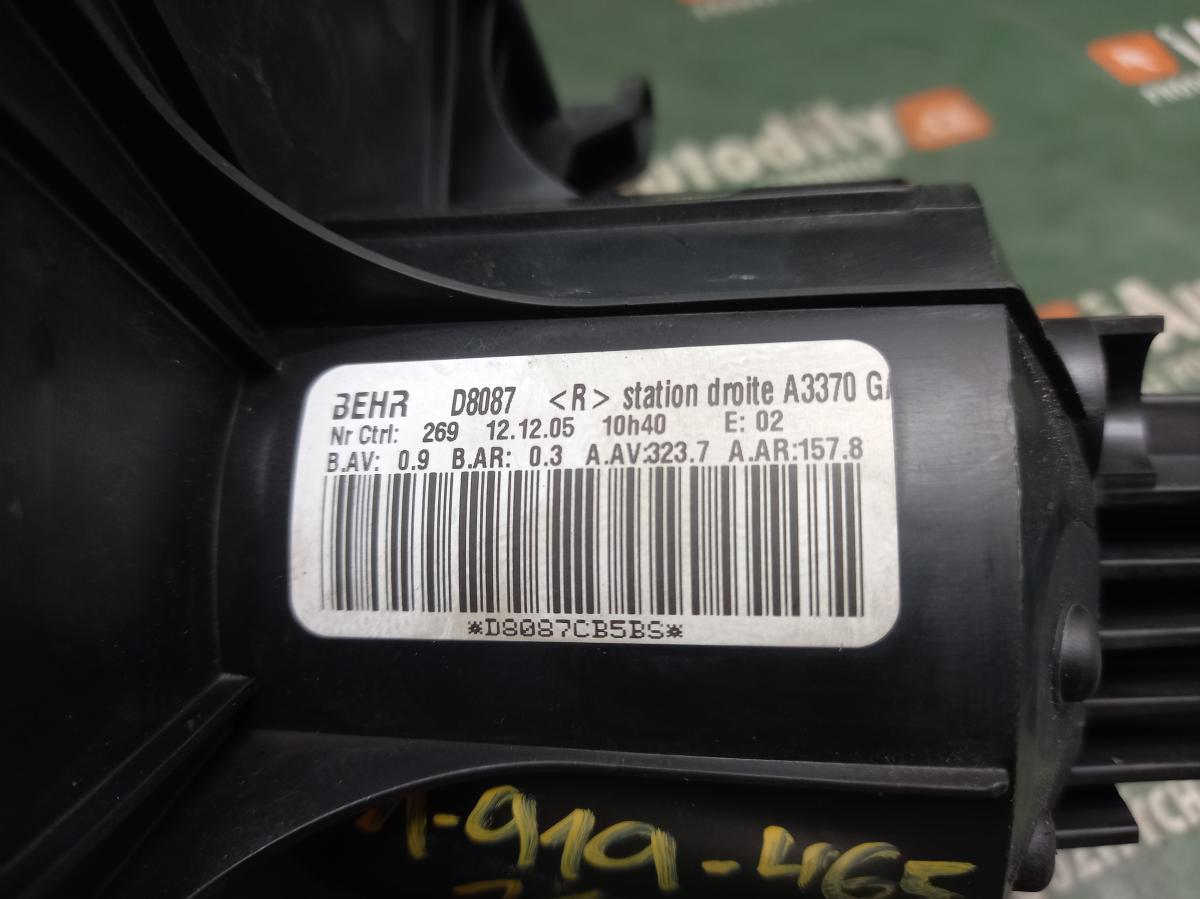 Autodíly
BEHR D8087 <R> station droite A3370 G
Nr Ctrl: 269 12.12.05 10h40 E: 02
B.AV: 0.9 B.AR: 0.3 A.AV:323.7 A.AR:157.8
*D8087CB5BS*
1-919-465